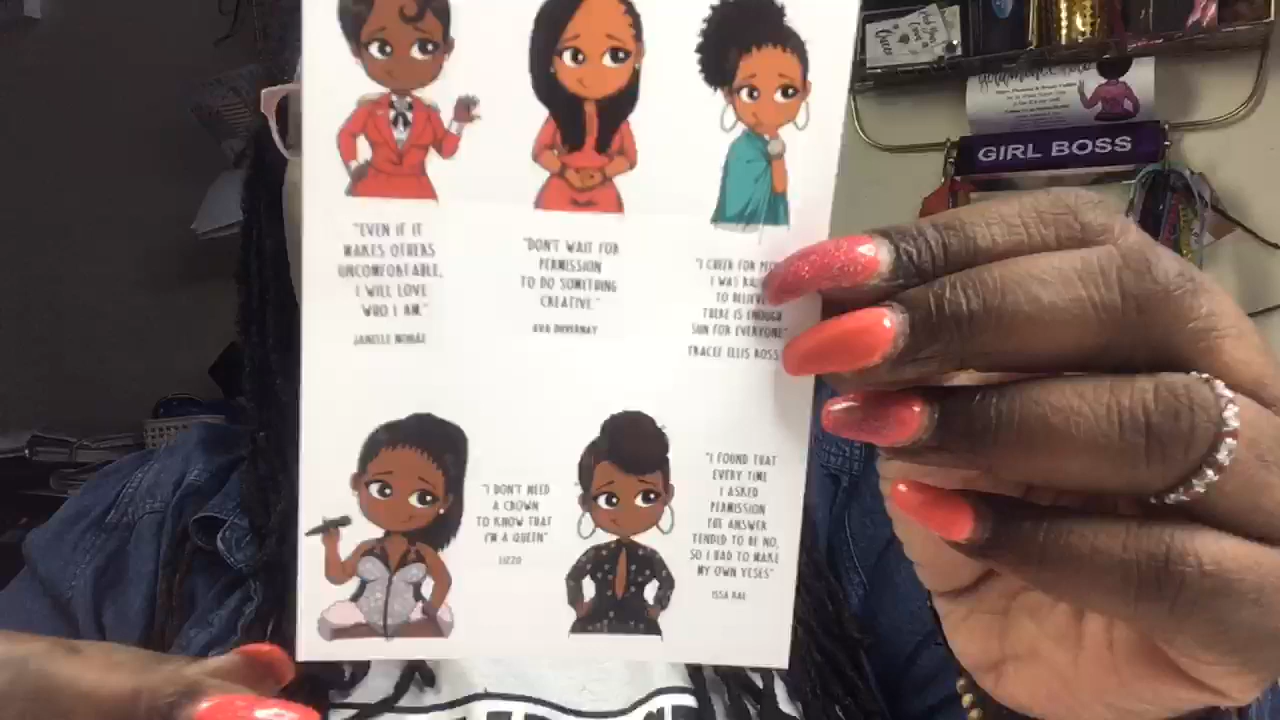 "EVEN IF IT
MAKES OTHERS
UNCOMFORTABLE,
I WILL LOVE
WHO I AM."
JANELLE MONÁE
"DON'T WAIT FOR
PERMISSION
TO DO SOMETHING
CREATIVE."
AVA DUVERNAY
"I CHEER FOR
I WAS
TO BELIEVE
THERE IS ENOUGH
SUN FOR EVERYONE"
TRACEE ELLIS ROSS
"I DON'T NEED
A CROWN
TO KNOW THAT
I'M A QUEEN"
LIZZO
"I FOUND THAT
EVERY TIME
I ASKED
PERMISSION
THE ANSWER
TENDED TO BE NO,
SO I HAD TO MAKE
MY OWN YESES"
ISSA RAE
GIRL BOSS